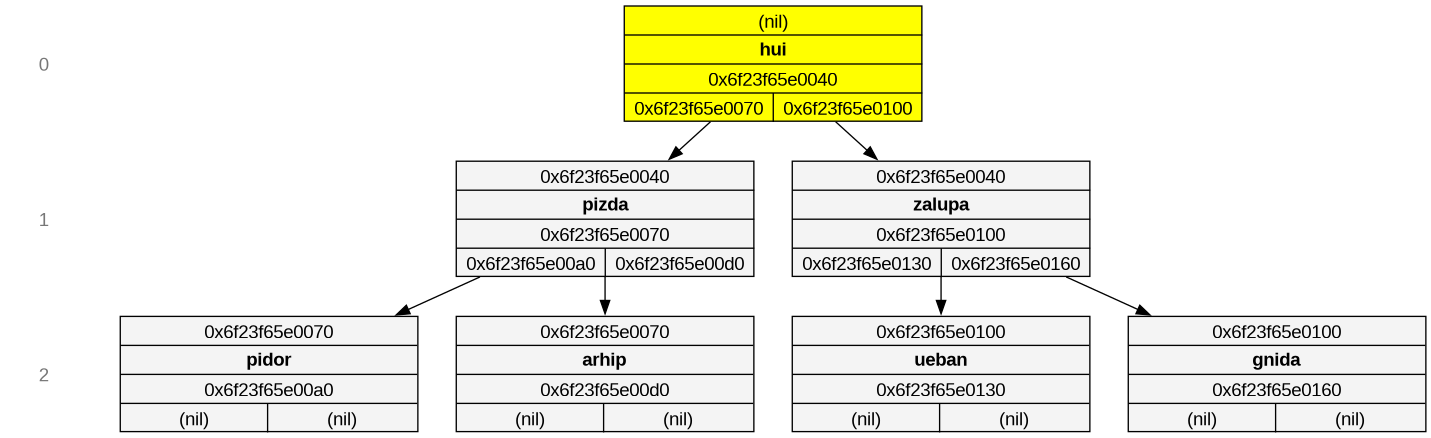 (nil)
hui
0
0x6f23f65e0040
0x6f23f65e0070 0x6f23f65e0100
0x6f23f65e0040 0x6f23f65e0040
pizda zalupa
1
0x6f23f65e0070 0x6f23f65e0100
0x6f23f65e00a0 0x6f23f65e00d0 0x6f23f65e0130 0x6f23f65e0160
0x6f23f65e0070 0x6f23f65e0070 0x6f23f65e0100 0x6f23f65e0100
pidor arhip ueban gnida
2
0x6f23f65e00a0 0x6f23f65e00d0 0x6f23f65e0130 0x6f23f65e0160
(nil) (nil) (nil) (nil) (nil) (nil) (nil) (nil)